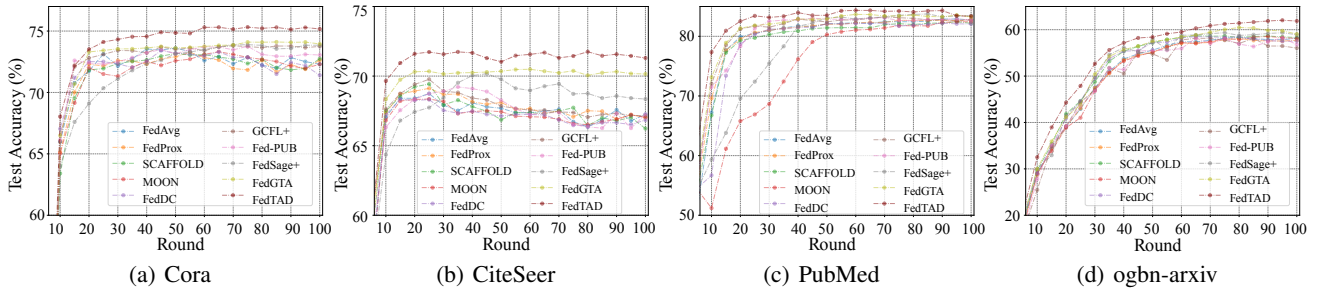 Test Accuracy (%)
75
70
65
60
10 20 30 40 50 60 70 80 90 100
Round
FedAvg
FedProx
SCAFFOLD
MOON
FedDC
GCFL+
Fed-PUB
FedSage+
FedGTA
FedTAD
(a) Cora
Test Accuracy (%)
75
70
65
60
10 20 30 40 50 60 70 80 90 100
Round
FedAvg
FedProx
SCAFFOLD
MOON
FedDC
GCFL+
Fed-PUB
FedSage+
FedGTA
FedTAD
(b) CiteSeer
Test Accuracy (%)
80
70
60
50
10 20 30 40 50 60 70 80 90 100
Round
FedAvg
FedProx
SCAFFOLD
MOON
FedDC
GCFL+
Fed-PUB
FedSage+
FedGTA
FedTAD
(c) PubMed
Test Accuracy (%)
60
50
40
30
20
10 20 30 40 50 60 70 80 90 100
Round
FedAvg
FedProx
SCAFFOLD
MOON
FedDC
GCFL+
Fed-PUB
FedSage+
FedGTA
FedTAD
(d) ogbn-arxiv